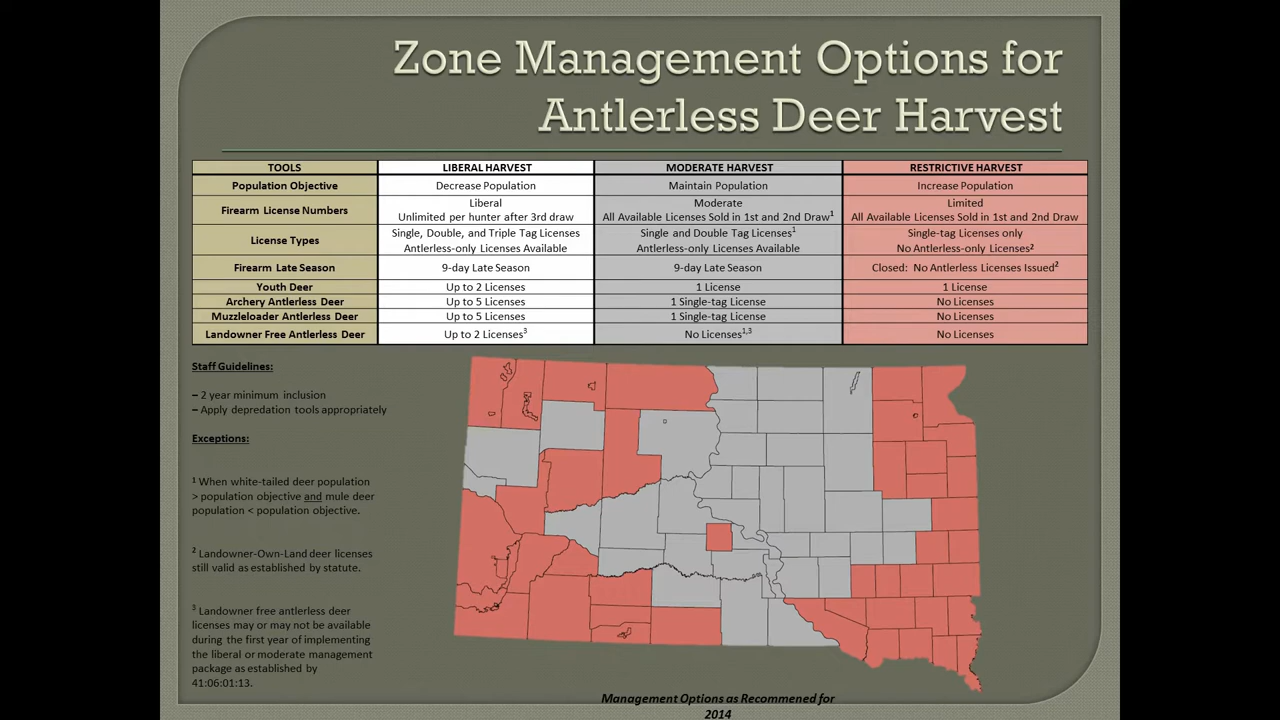 Zone Management Options for
Antlerless Deer Harvest
TOOLS LIBERAL HARVEST MODERATE HARVEST RESTRICTIVE HARVEST
Population Objective Decrease Population Maintain Population Increase Population
Firearm License Numbers Liberal Unlimited per hunter after 3rd draw Moderate All Available Licenses Sold in 1st and 2nd Draw¹ Limited All Available Licenses Sold in 1st and 2nd Draw
License Types Single, Double, and Triple Tag Licenses Antlerless-only Licenses Available Single and Double Tag Licenses¹ Antlerless-only Licenses Available Single-tag Licenses only No Antlerless-only Licenses²
Firearm Late Season 9-day Late Season 9-day Late Season Closed: No Antlerless Licenses Issued²
Youth Deer Up to 2 Licenses 1 License 1 License
Archery Antlerless Deer Up to 5 Licenses 1 Single-tag License No Licenses
Muzzleloader Antlerless Deer Up to 5 Licenses 1 Single-tag License No Licenses
Landowner Free Antlerless Deer Up to 2 Licenses³ No Licenses¹,³ No Licenses
Staff Guidelines:
– 2 year minimum inclusion
– Apply depredation tools appropriately
Exceptions:
¹ When white-tailed deer population
> population objective and mule deer
population < population objective.
² Landowner-Own-Land deer licenses
still valid as established by statute.
³ Landowner free antlerless deer
licenses may or may not be available
during the first year of implementing
the liberal or moderate management
package as established by
41:06:01:13.
Management Options as Recommened for
2014